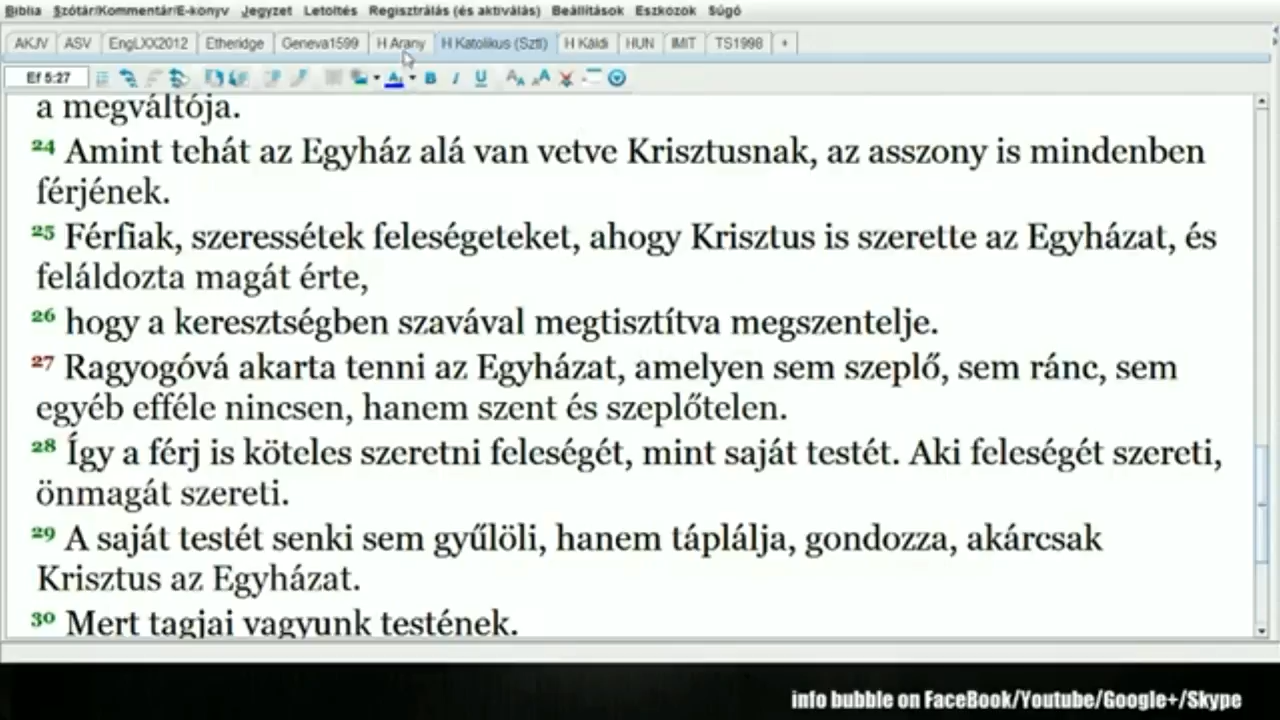 Biblia Szótár/Kommentár/E-könyv Jegyzet Letoltés Regisztrálás (és aktiválás) Beállítások Eszközök Súgó
AKJV ASV EngLXX2012 Etheridge Geneva1599 H Arany H Katolikus (SztI) H Káldi HUN IMIT TS1998 +
Ef 5:27
a megváltója.
24 Amint tehát az Egyház alá van vetve Krisztusnak, az asszony is mindenben
férjének.
25 Férfiak, szeressétek feleségeteket, ahogy Krisztus is szerette az Egyházat, és
feláldozta magát érte,
26 hogy a keresztségben szavával megtisztítva megszentelje.
27 Ragyogóvá akarta tenni az Egyházat, amelyen sem szeplő, sem ránc, sem
egyéb efféle nincsen, hanem szent és szeplőtelen.
28 Így a férj is köteles szeretni feleségét, mint saját testét. Aki feleségét szereti,
önmagát szereti.
29 A saját testét senki sem gyűlöli, hanem táplálja, gondozza, akárcsak
Krisztus az Egyházat.
30 Mert tagjai vagyunk testének.
info bubble on FaceBook/Youtube/Google+/Skype